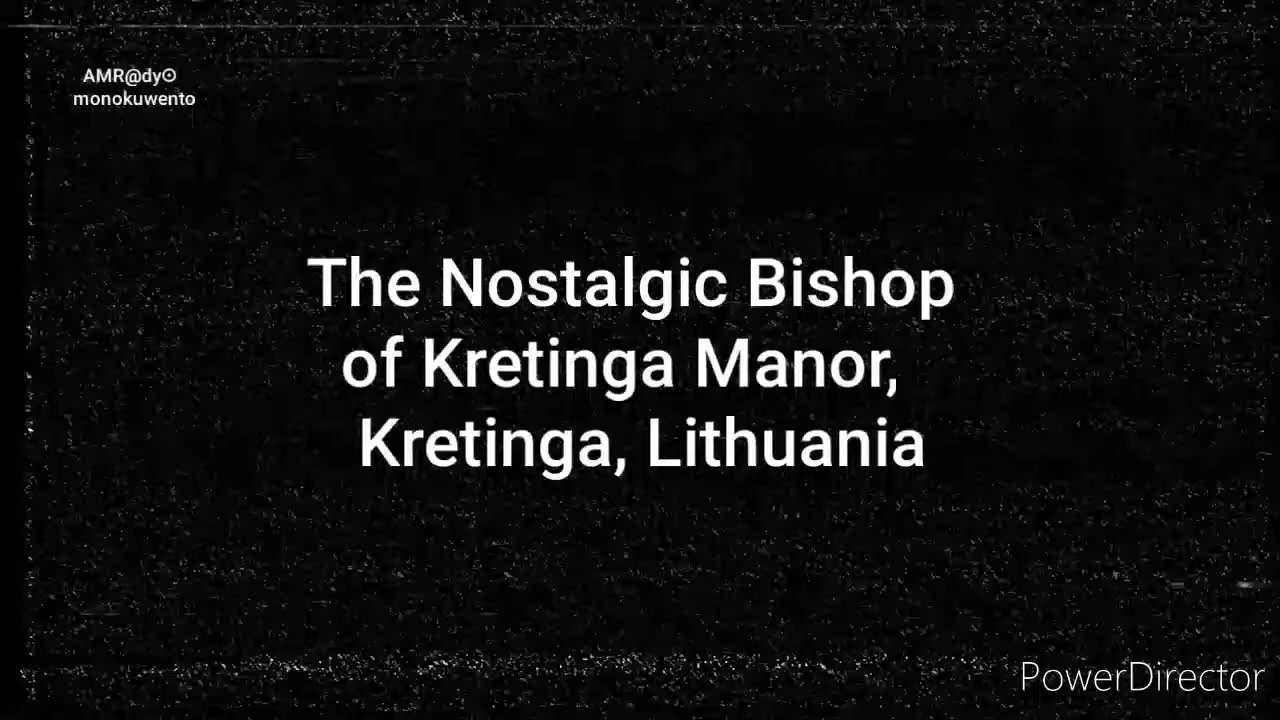 AMR@dy⊙
monokuwento
The Nostalgic Bishop
of Kretinga Manor,
Kretinga, Lithuania
PowerDirector